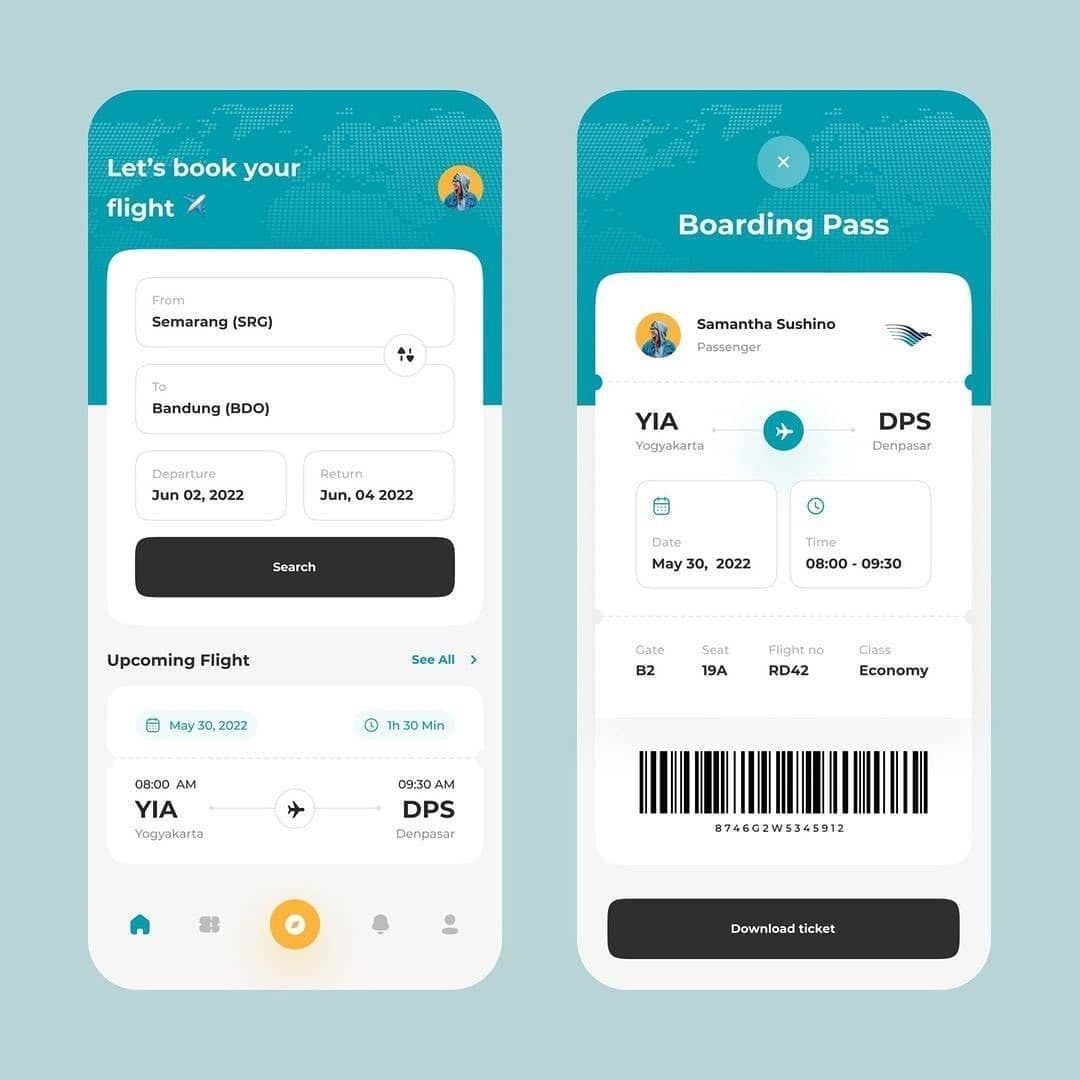 Let’s book your
flight ✈️
From
Semarang (SRG)
To
Bandung (BDO)
Departure
Jun 02, 2022
Return
Jun, 04 2022
Search
Upcoming Flight
See All
May 30, 2022
1h 30 Min
08:00 AM
09:30 AM
YIA
DPS
Yogyakarta
Denpasar
Boarding Pass
Samantha Sushino
Passenger
YIA
DPS
Yogyakarta
Denpasar
Date
May 30, 2022
Time
08:00 - 09:30
Gate
Seat
Flight no
Class
B2
19A
RD42
Economy
8746G2W5345912
Download ticket